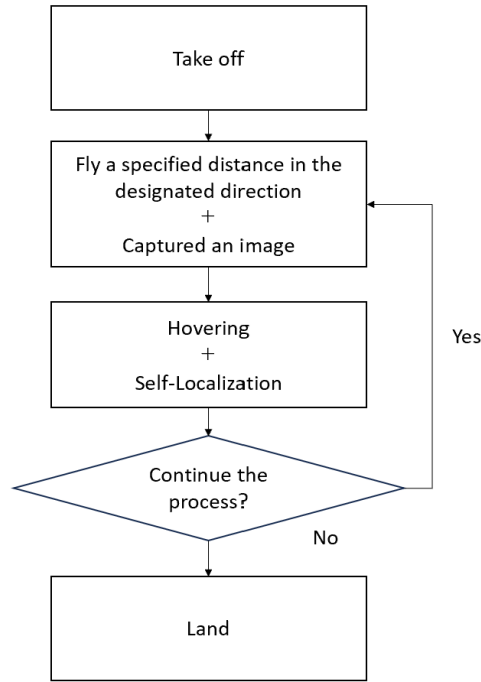 Take off
Fly a specified distance in the
designated direction
+
Captured an image
Hovering
+
Self-Localization
Yes
Continue the
process?
No
Land